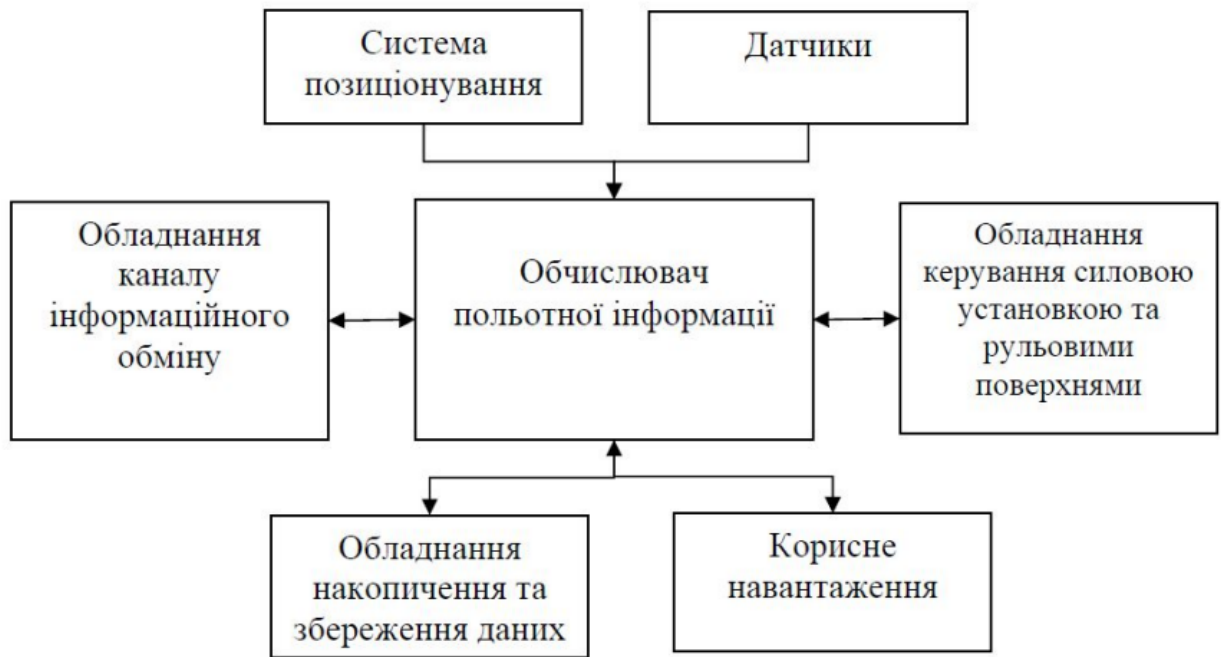 Система
позиціонування
Датчики
Обладнання
каналу
інформаційного
обміну
Обчислювач
польотної інформації
Обладнання
керування силовою
установкою та
рульовими
поверхнями
Обладнання
накопичення та
збереження даних
Корисне
навантаження